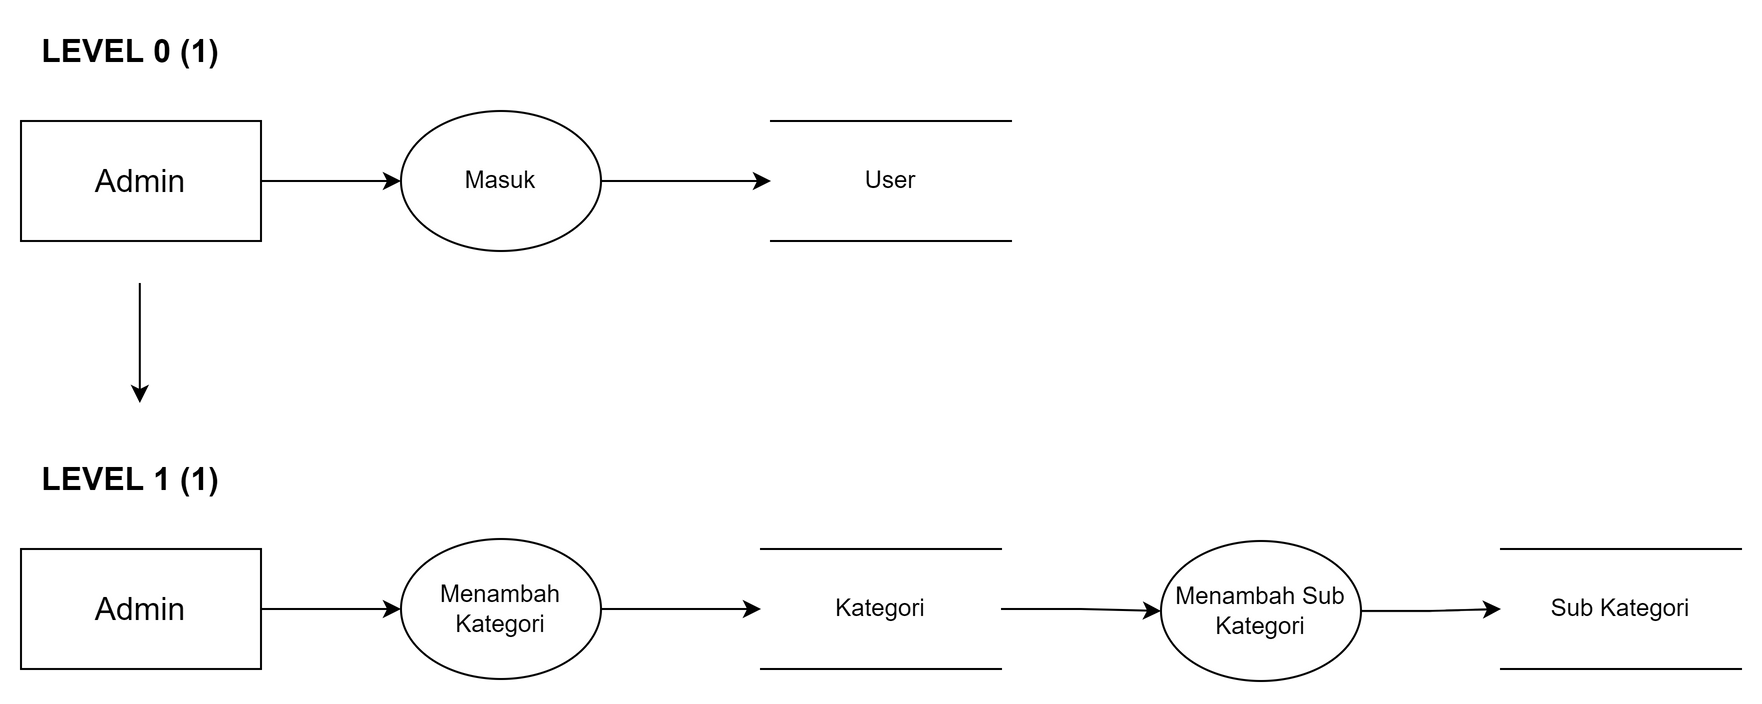 LEVEL 0 (1)
Admin
Masuk
User
LEVEL 1 (1)
Admin
Menambah
Kategori
Kategori
Menambah Sub
Kategori
Sub Kategori